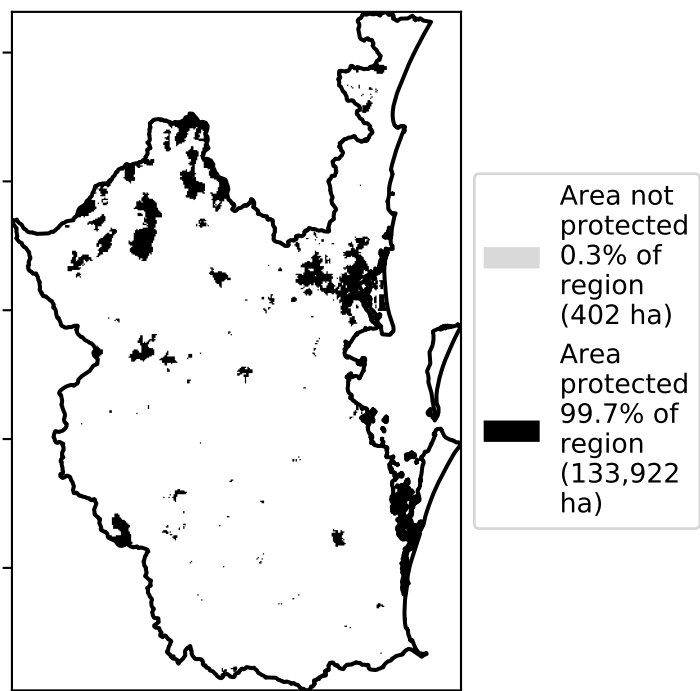 Area not
protected
0.3% of
region
(402 ha)
Area
protected
99.7% of
region
(133,922
ha)